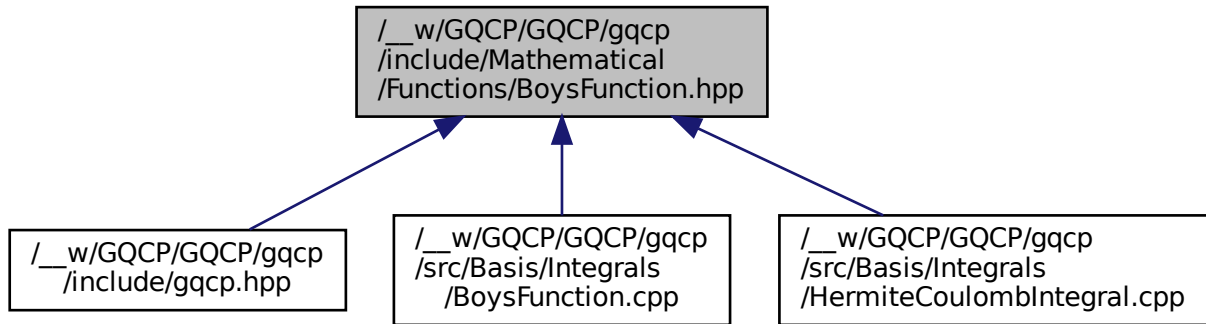 /__w/GQCP/GQCP/gqcp
/include/Mathematical
/Functions/BoysFunction.hpp
/__w/GQCP/GQCP/gqcp
/include/gqcp.hpp
/__w/GQCP/GQCP/gqcp
/src/Basis/Integrals
/BoysFunction.cpp
/__w/GQCP/GQCP/gqcp
/src/Basis/Integrals
/HermiteCoulombIntegral.cpp